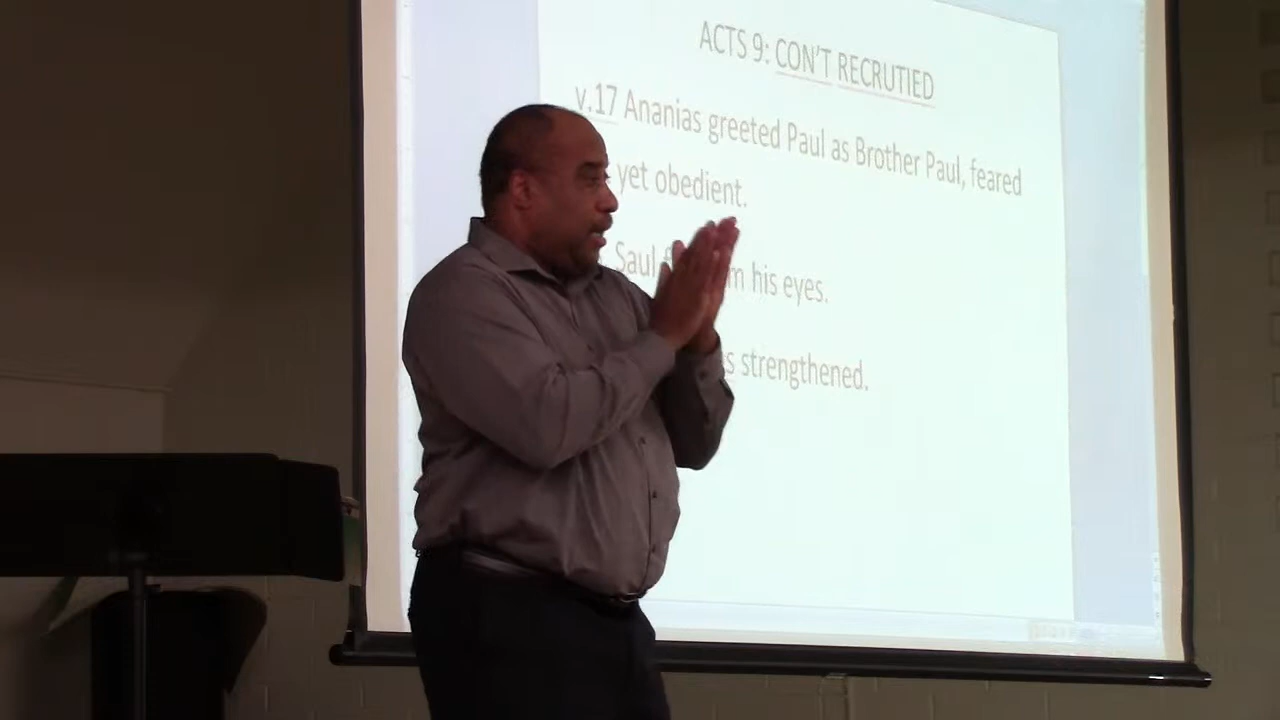 ACTS 9: CON'T RECRUTIED
v.17 Ananias greeted Paul as Brother Paul, feared
yet obedient.
Saul his eyes.
strengthened.